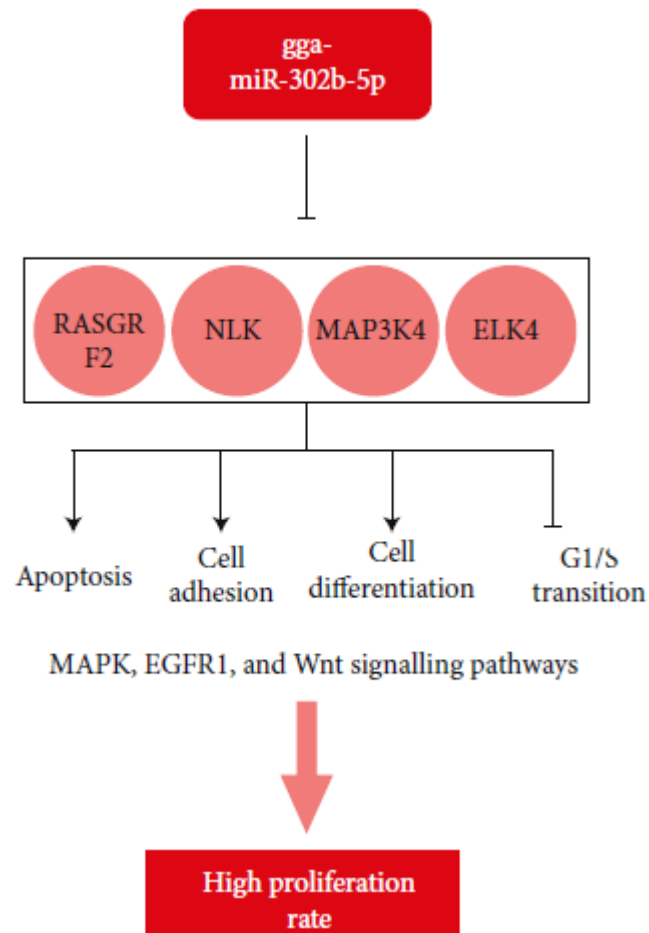 gga-
miR-302b-5p
RASGR
F2
NLK
MAP3K4
ELK4
Apoptosis
Cell
adhesion
Cell
differentiation
G1/S
transition
MAPK, EGFR1, and Wnt signalling pathways
High proliferation
rate